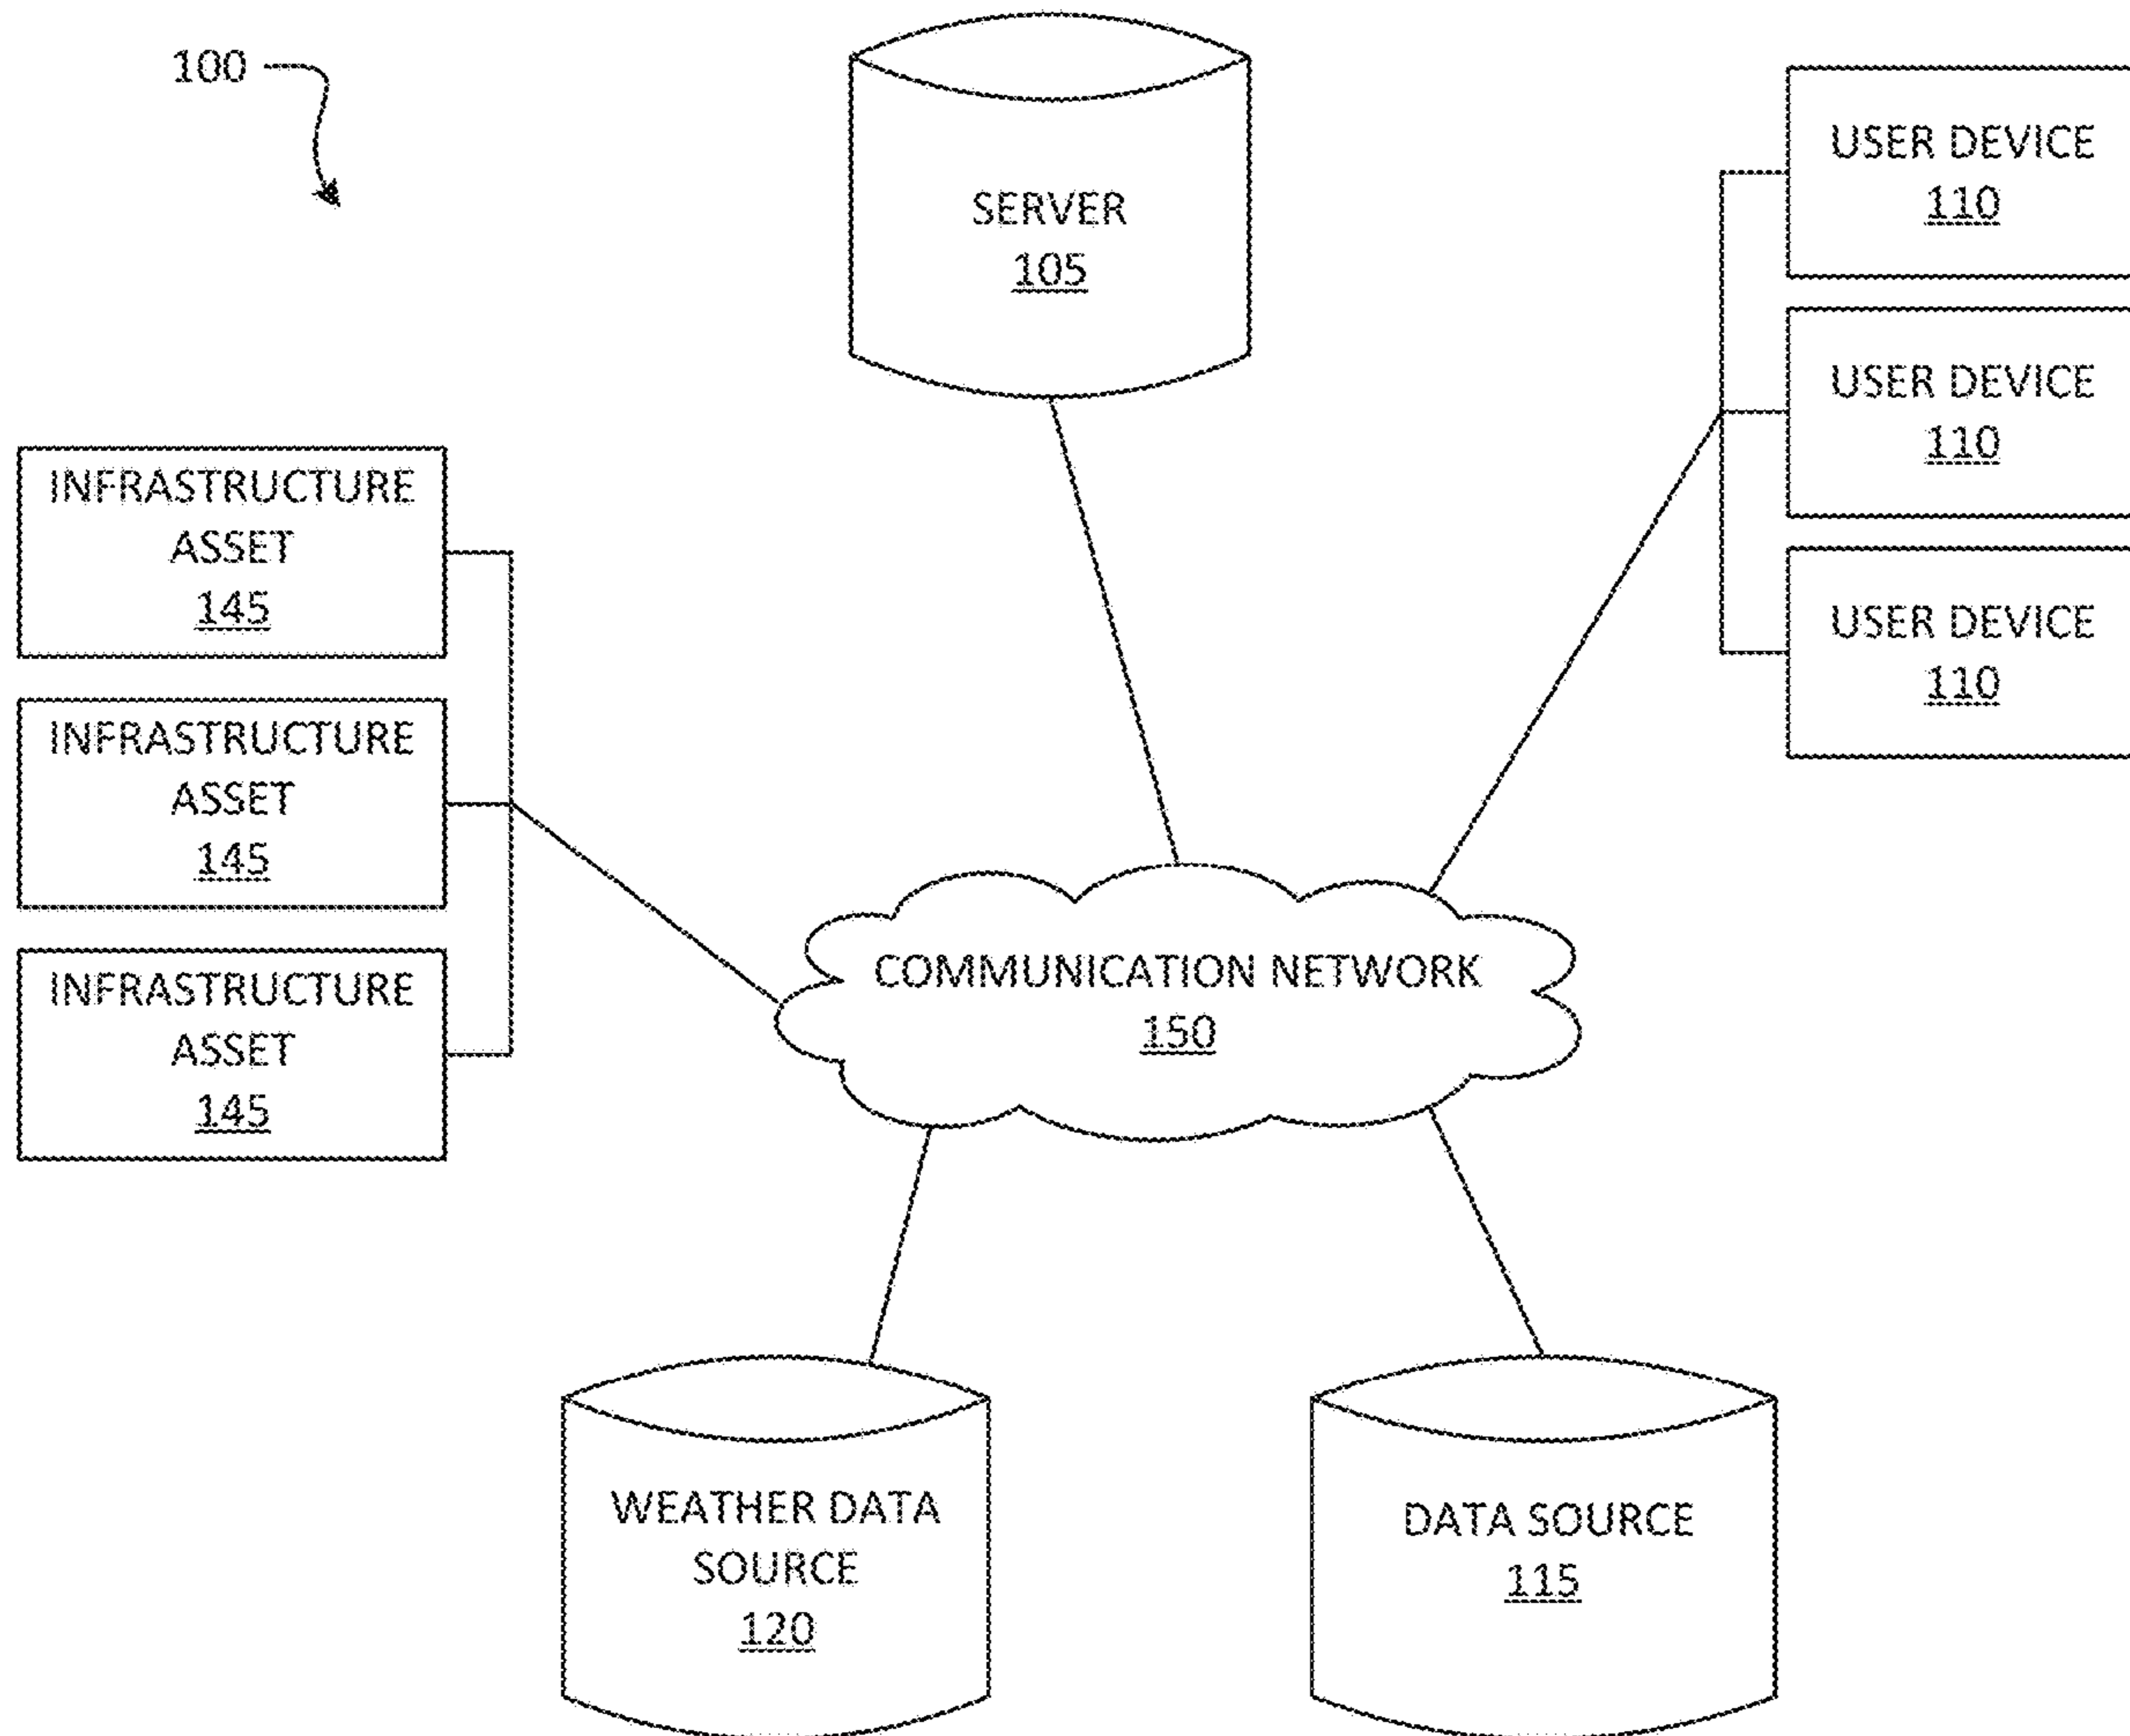 100
SERVER
105
USER DEVICE
110
USER DEVICE
110
USER DEVICE
110
INFRASTRUCTURE
ASSET
145
INFRASTRUCTURE
ASSET
145
INFRASTRUCTURE
ASSET
145
COMMUNICATION NETWORK
150
WEATHER DATA
SOURCE
120
DATA SOURCE
115